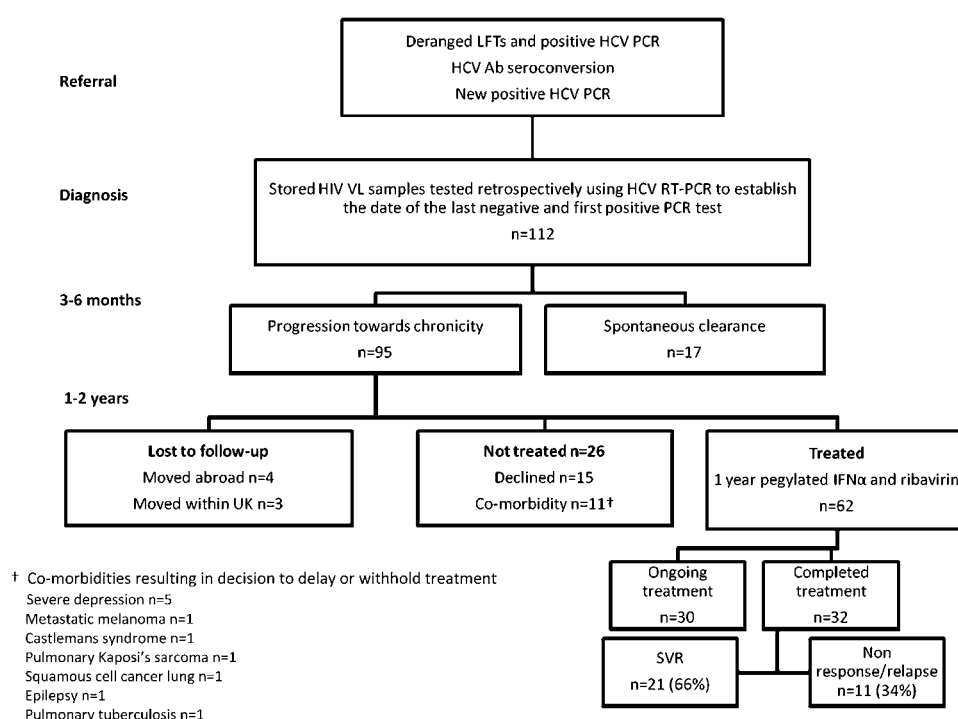 Referral
Deranged LFTs and positive HCV PCR
HCV Ab seroconversion
New positive HCV PCR
Diagnosis
Stored HIV VL samples tested retrospectively using HCV RT-PCR to establish
the date of the last negative and first positive PCR test
n=112
3-6 months
Progression towards chronicity
n=95
Spontaneous clearance
n=17
1-2 years
Lost to follow-up
Moved abroad n=4
Moved within UK n=3
Not treated n=26
Declined n=15
Co-morbidity n=11†
Treated
1 year pegylated IFNα and ribavirin
n=62
Ongoing
treatment
n=30
Completed
treatment
n=32
SVR
n=21 (66%)
Non
response/relapse
n=11 (34%)
† Co-morbidities resulting in decision to delay or withhold treatment
Severe depression n=5
Metastatic melanoma n=1
Castlemans syndrome n=1
Pulmonary Kaposi's sarcoma n=1
Squamous cell cancer lung n=1
Epilepsy n=1
Pulmonary tuberculosis n=1